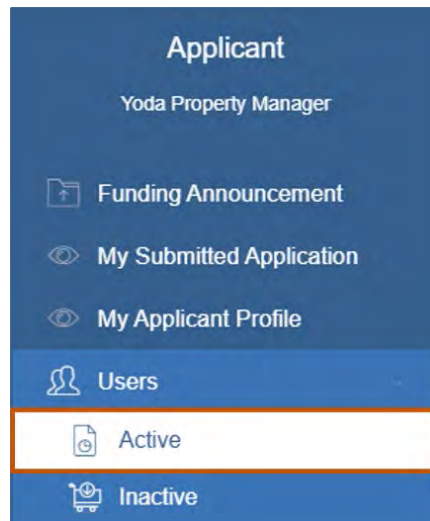 Applicant
Yoda Property Manager
Funding Announcement
My Submitted Application
My Applicant Profile
Users
Active
Inactive